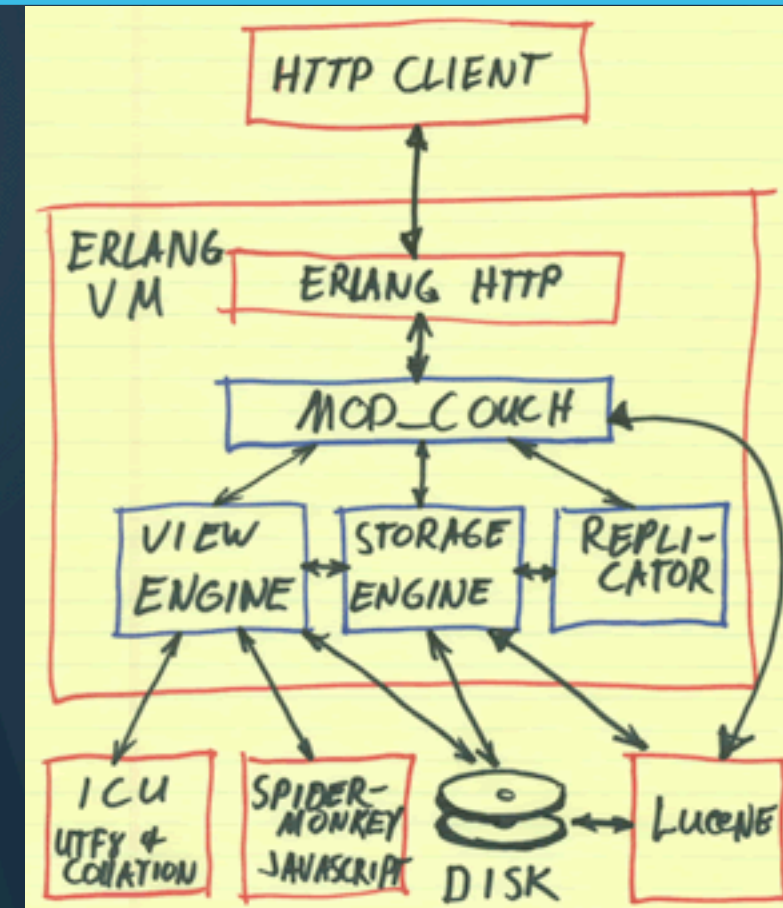 HTTP CLIENT
ERLANG
VM
ERLANG HTTP
MOD_COUCH
VIEW
ENGINE
STORAGE
ENGINE
REPLI-
CATOR
ICU
UTF8 &
COLLATION
SPIDER-
MONKEY
JAVASCRIPT
DISK
LUCENE